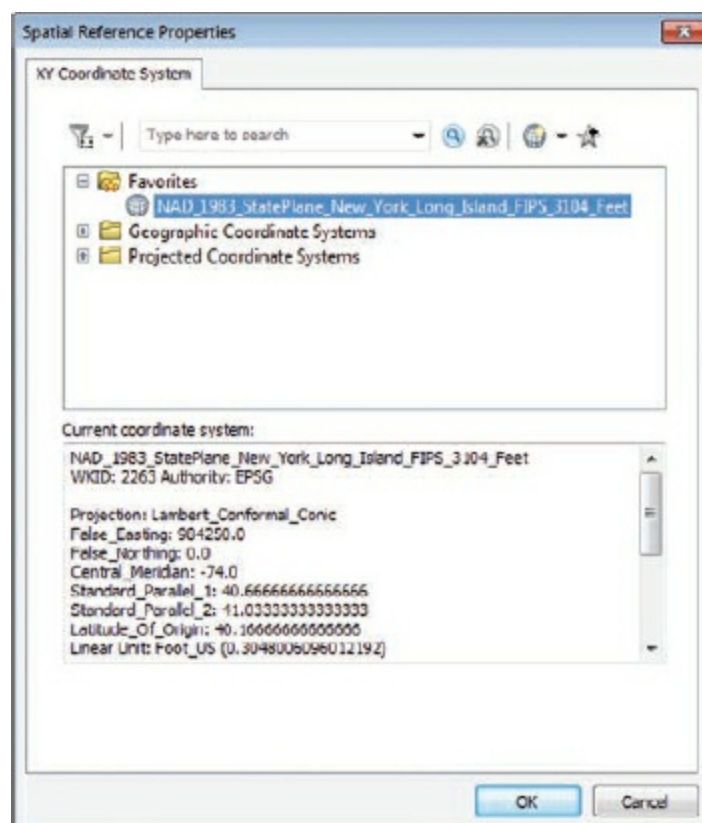 Spatial Reference Properties
XY Coordinate System
Type here to search
Favorites
NAD_1983_StatePlane_New_York_Long_Island_FIPS_3104_Feet
Geographic Coordinate Systems
Projected Coordinate Systems
Current coordinate system:
NAD_1983_StatePlane_New_York_Long_Island_FIPS_3104_Feet
WKID: 2263 Authority: EPSG
Projection: Lambert_Conformal_Conic
False_Easting: 984250.0
False_Northing: 0.0
Central_Meridian: -74.0
Standard_Parallel_1: 40.66666666666666
Standard_Parallel_2: 41.03333333333333
Latitude_Of_Origin: 40.16666666666666
Linear Unit: Foot_US (0.3048006096012192)
OK
Cancel